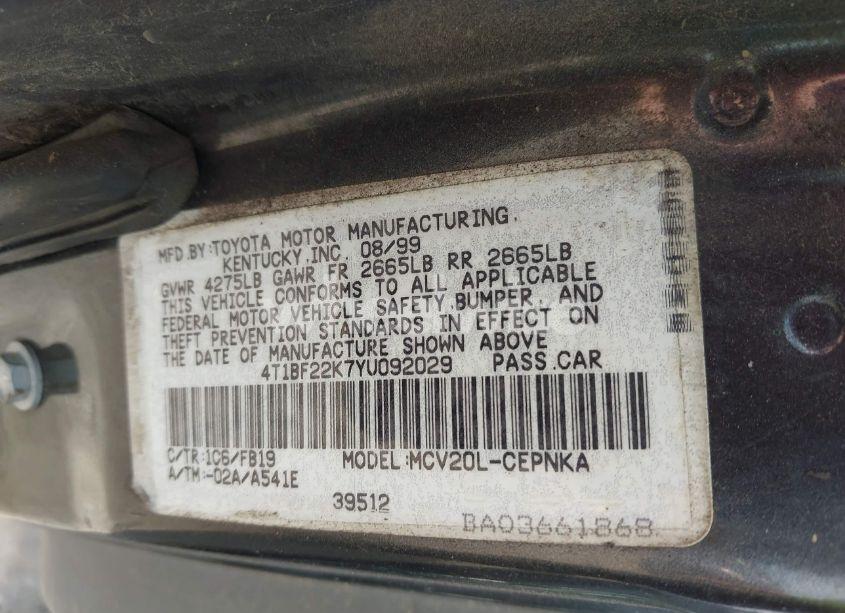 MFD.BY:TOYOTA MOTOR MANUFACTURING.
KENTUCKY,INC. 08/99
GVWR 4275LB GAWR FR 2665LB RR 2665LB
THIS VEHICLE CONFORMS TO ALL APPLICABLE
FEDERAL MOTOR VEHICLE SAFETY,BUMPER, AND
THEFT PREVENTION STANDARDS IN EFFECT ON
THE DATE OF MANUFACTURE SHOWN ABOVE
4T1BF22K7YU092029 PASS.CAR
C/TR:1C6/FB19 MODEL:MCV20L-CEPNKA
A/TM:-02A/A541E
39512
BA03661868